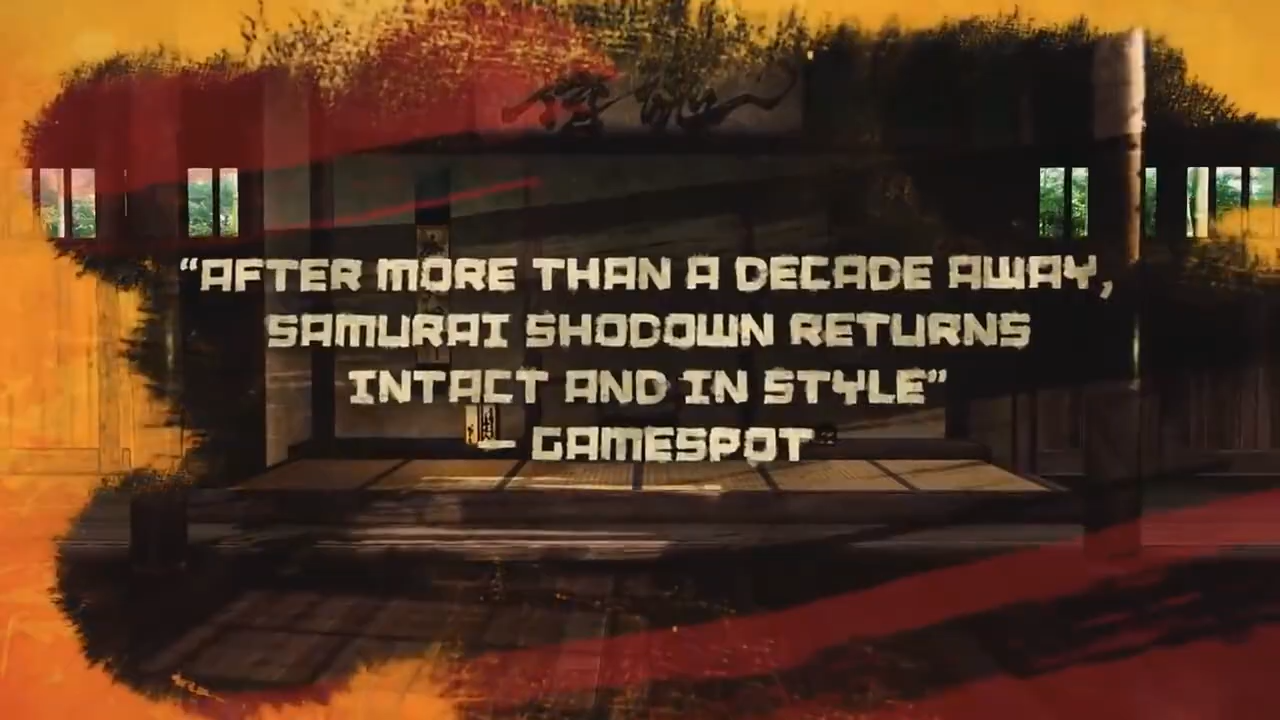 “AFTER MORE THAN A DECADE AWAY,
SAMURAI SHODOWN RETURNS
INTACT AND IN STYLE”
— GAMESPOT